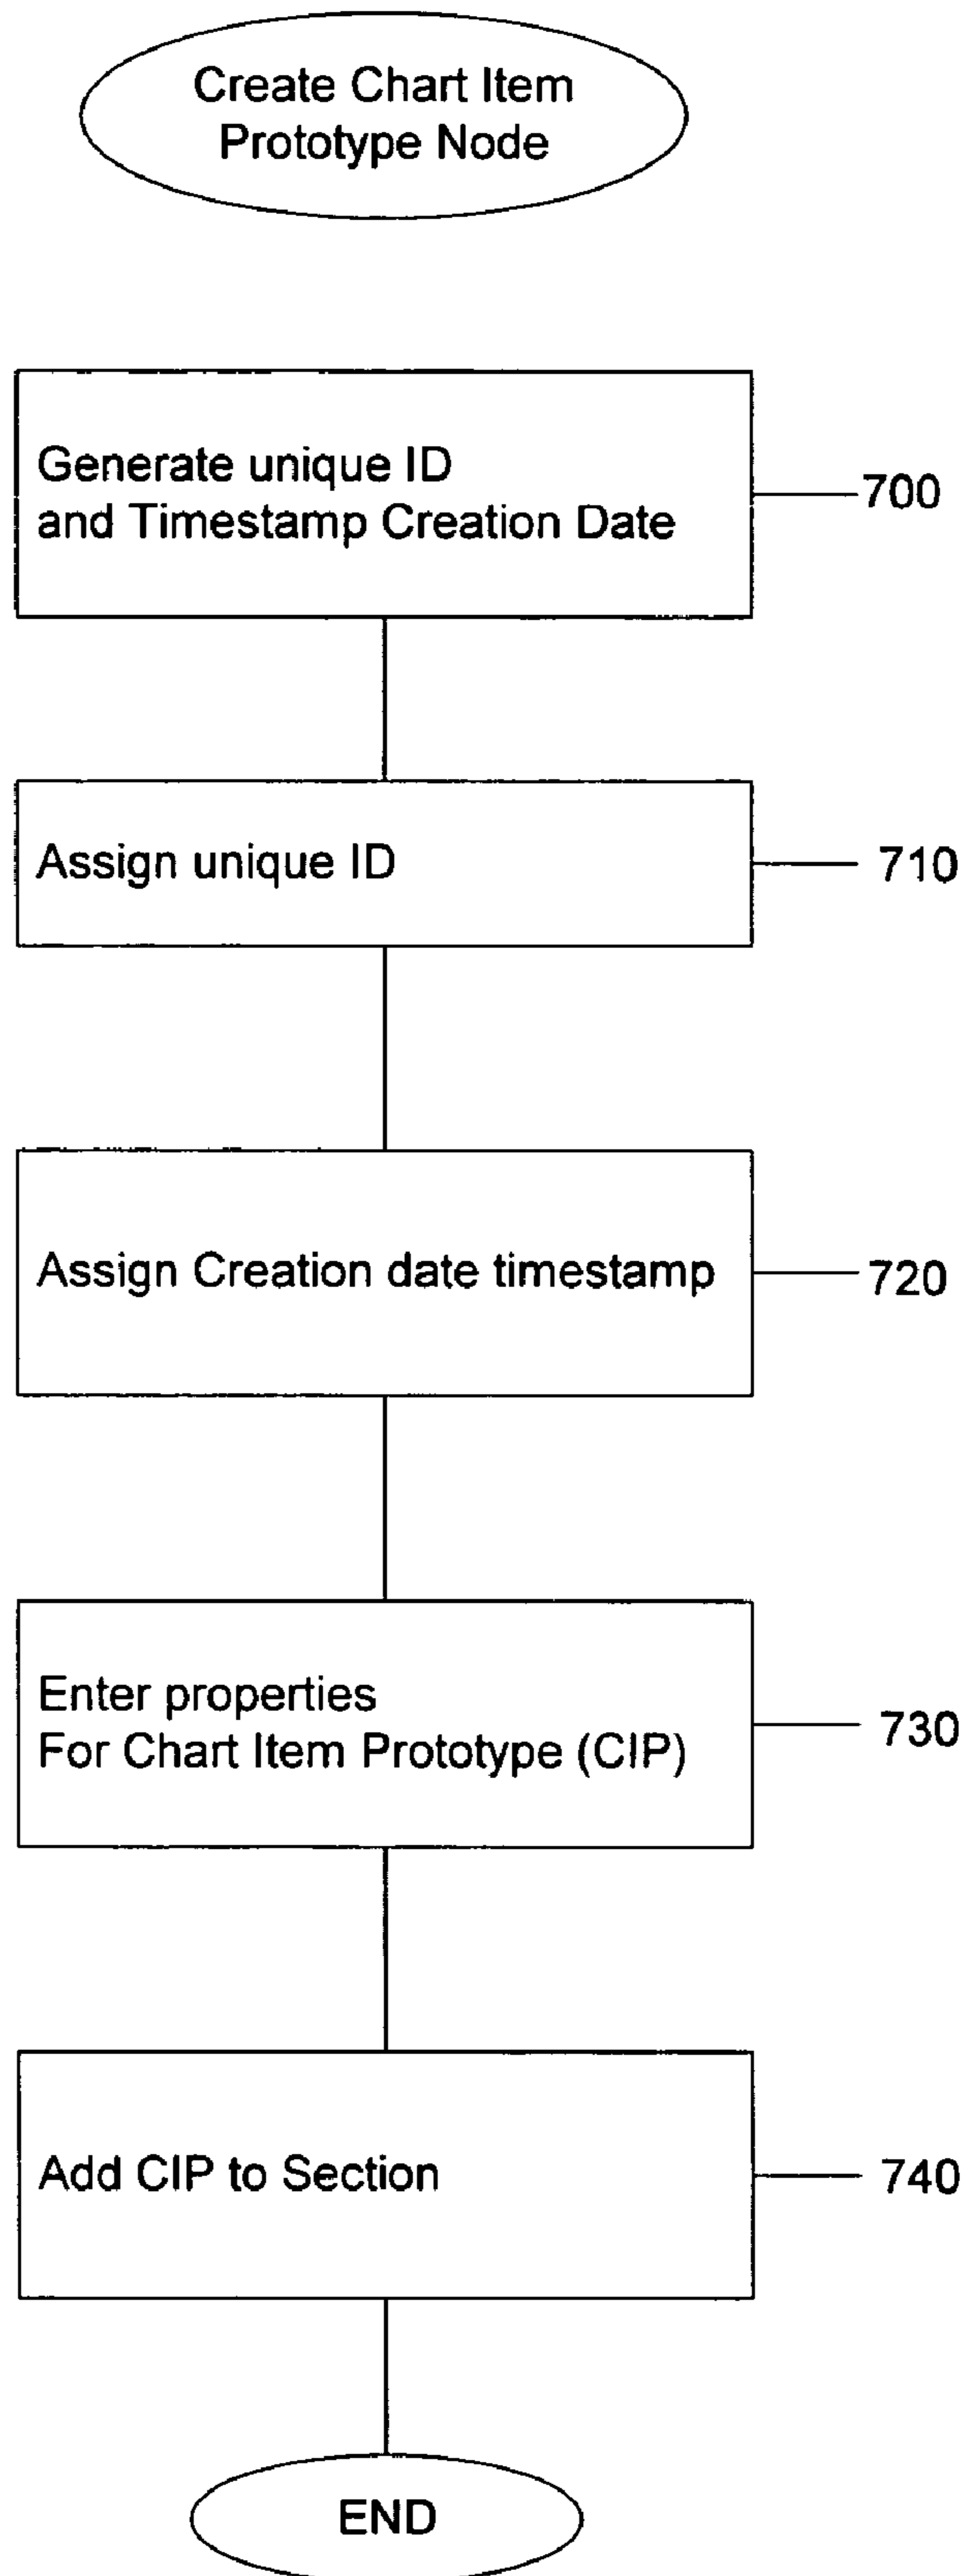 Create Chart Item
Prototype Node
Generate unique ID
and Timestamp Creation Date
700
Assign unique ID
710
Assign Creation date timestamp
720
Enter properties
For Chart Item Prototype (CIP)
730
Add CIP to Section
740
END